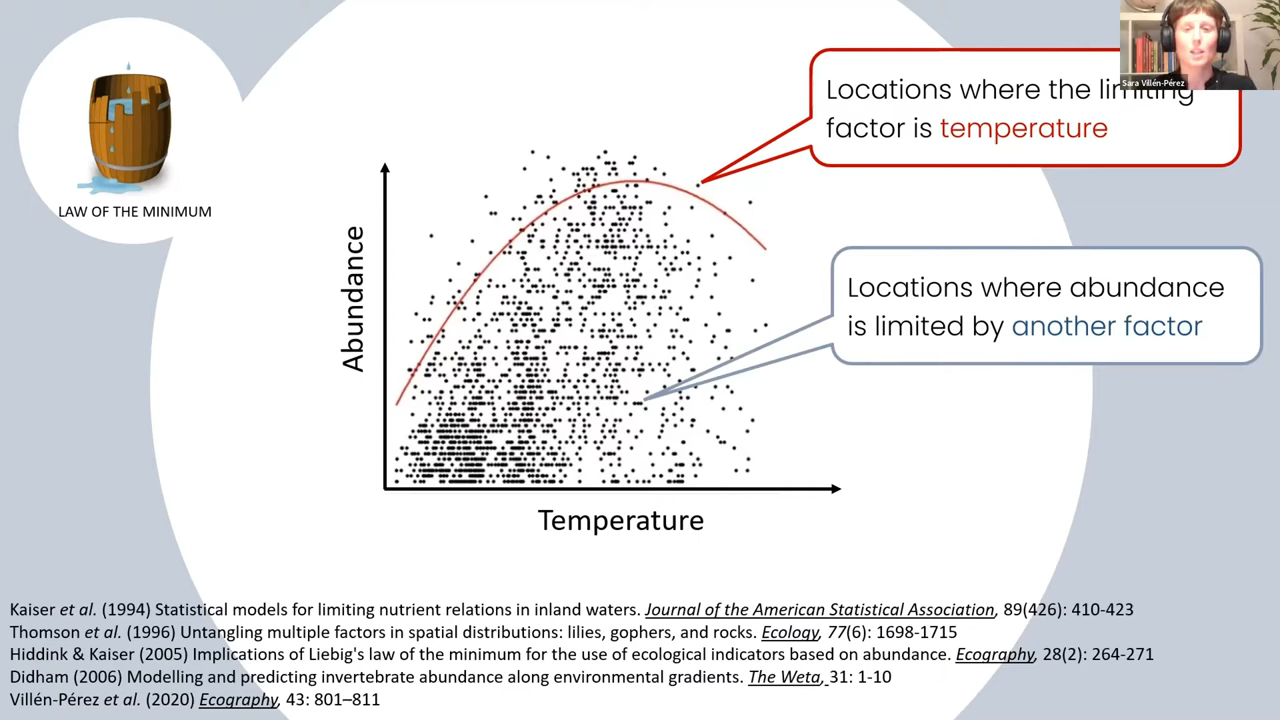 Sara Villén-Pérez
Locations where the limiting
factor is temperature
LAW OF THE MINIMUM
Abundance
Locations where abundance
is limited by another factor
Temperature
Kaiser et al. (1994) Statistical models for limiting nutrient relations in inland waters. Journal of the American Statistical Association, 89(426): 410-423
Thomson et al. (1996) Untangling multiple factors in spatial distributions: lilies, gophers, and rocks. Ecology, 77(6): 1698-1715
Hiddink & Kaiser (2005) Implications of Liebig's law of the minimum for the use of ecological indicators based on abundance. Ecography, 28(2): 264-271
Didham (2006) Modelling and predicting invertebrate abundance along environmental gradients. The Weta, 31: 1-10
Villén-Pérez et al. (2020) Ecography, 43: 801–811